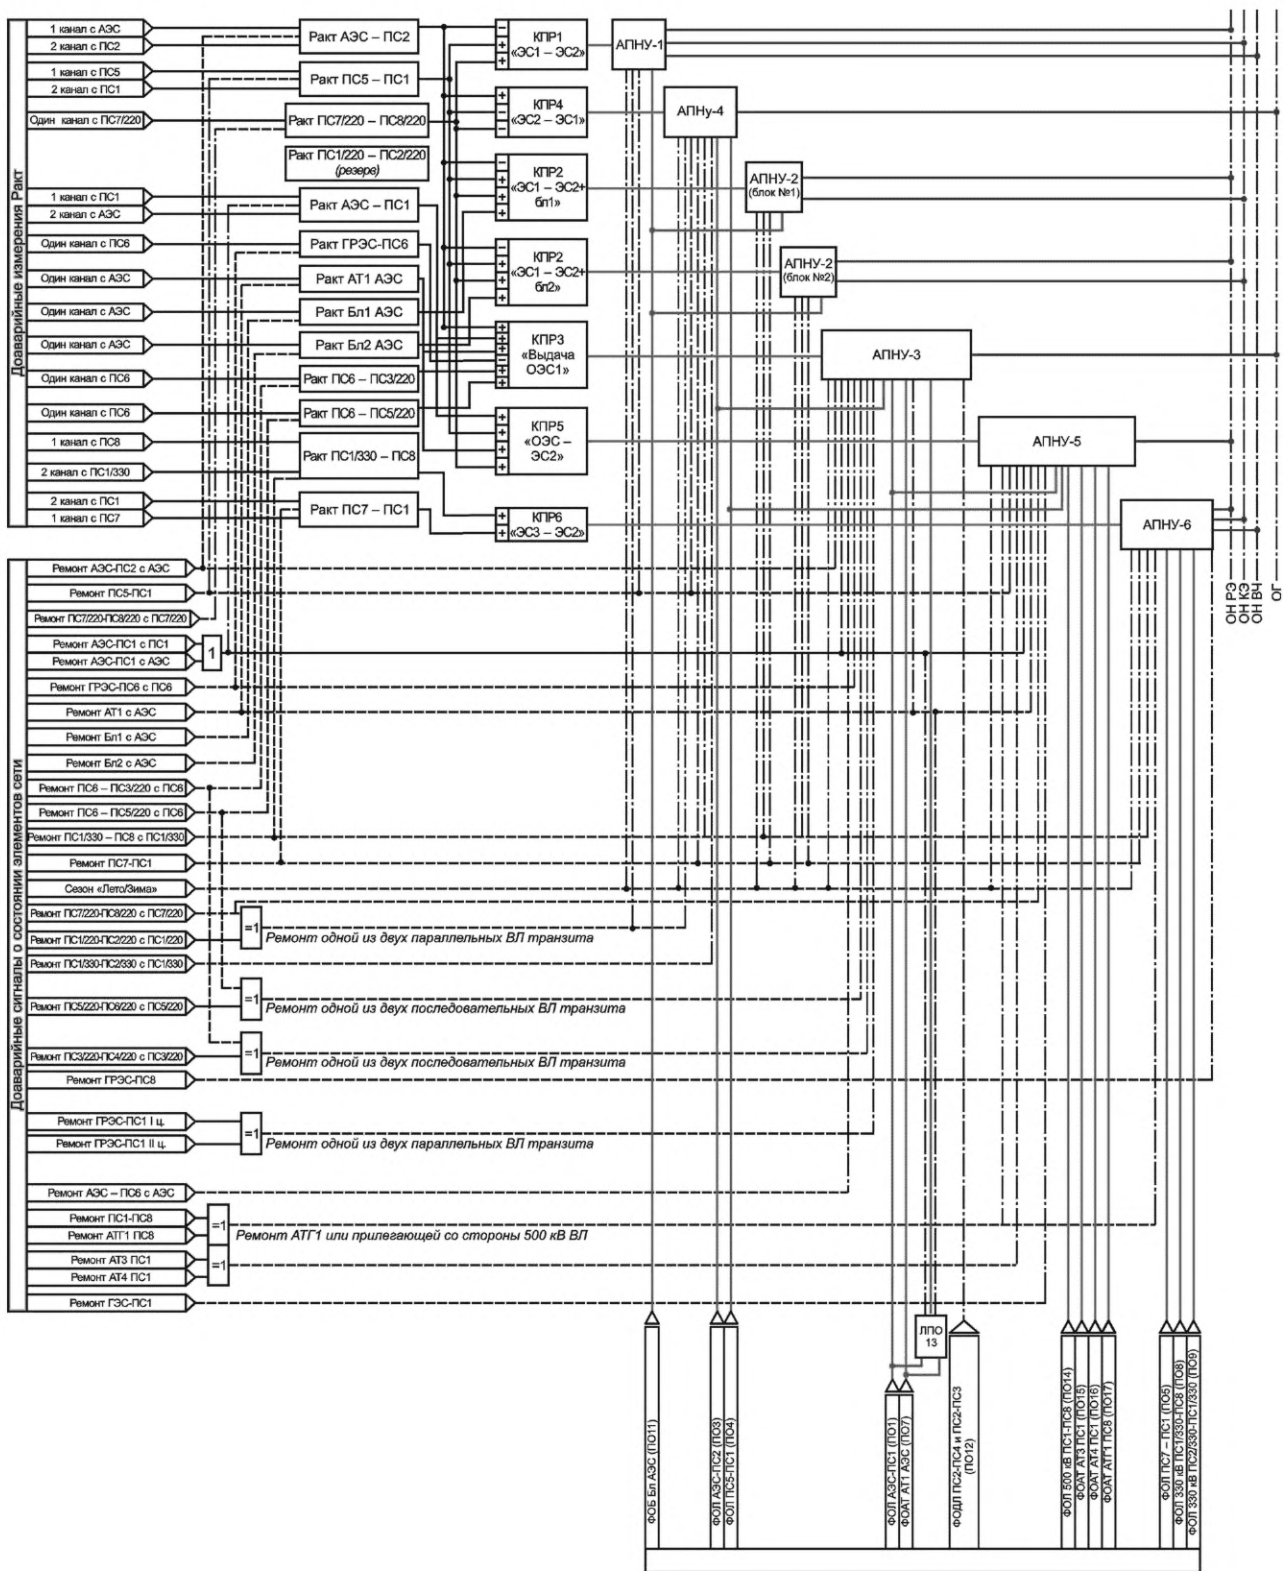 Доаварийные измерения Ракт
1 канал с АЭС
2 канал с ПС2
1 канал с ПС5
2 канал с ПС1
Один канал с ПС7/220
1 канал с ПС1
2 канал с АЭС
Один канал с ПС6
Один канал с АЭС
Один канал с АЭС
Один канал с АЭС
Один канал с ПС6
Один канал с ПС6
1 канал с ПС8
2 канал с ПС1/330
2 канал с ПС1
1 канал с ПС7
Ракт АЭС – ПС2
Ракт ПС5 – ПС1
Ракт ПС7/220 – ПС8/220
Ракт ПС1/220 – ПС2/220
(резерв)
Ракт АЭС – ПС1
Ракт ГРЭС-ПС6
Ракт АТ1 АЭС
Ракт Бл1 АЭС
Ракт Бл2 АЭС
Ракт ПС6 – ПС3/220
Ракт ПС6 – ПС5/220
Ракт ПС1/330 – ПС8
Ракт ПС7 – ПС1
–
+
+
КПР1
«ЭС1 – ЭС2»
+
–
–
КПР4
«ЭС2 – ЭС1»
–
+
+
+
КПР2
«ЭС1 – ЭС2+
бл1»
–
+
+
+
КПР2
«ЭС1 – ЭС2+
бл2»
+
+
+
–
+
+
КПР3
«Выдача
ОЭС1»
+
+
+
+
КПР5
«ОЭС –
ЭС2»
+
+
КПР6
«ЭС3 – ЭС2»
АПНУ-1
АПНу-4
АПНУ-2
(блок №1)
АПНУ-2
(блок №2)
АПНУ-3
АПНУ-5
АПНУ-6
ОН РЭ
ОН КЭ
ОН ВЧ
ОГ
Доаварийные сигналы о состоянии элементов сети
Ремонт АЭС-ПС2 с АЭС
Ремонт ПС5-ПС1
Ремонт ПС7/220-ПС8/220 с ПС7/220
Ремонт АЭС-ПС1 с ПС1
Ремонт АЭС-ПС1 с АЭС
1
Ремонт ГРЭС-ПС6 с ПС6
Ремонт АТ1 с АЭС
Ремонт Бл1 с АЭС
Ремонт Бл2 с АЭС
Ремонт ПС6 – ПС3/220 с ПС6
Ремонт ПС6 – ПС5/220 с ПС6
Ремонт ПС1/330 – ПС8 с ПС1/330
Ремонт ПС7-ПС1
Сезон «Лето/Зима»
Ремонт ПС7/220-ПС8/220 с ПС7/220
Ремонт ПС1/220-ПС2/220 с ПС1/220
=1
Ремонт одной из двух параллельных ВЛ транзита
Ремонт ПС1/330-ПС2/330 с ПС1/330
Ремонт ПС5/220-ПС6/220 с ПС5/220
=1
Ремонт одной из двух последовательных ВЛ транзита
Ремонт ПС3/220-ПС4/220 с ПС3/220
=1
Ремонт одной из двух последовательных ВЛ транзита
Ремонт ГРЭС-ПС8
Ремонт ГРЭС-ПС1 I ц.
Ремонт ГРЭС-ПС1 II ц.
=1
Ремонт одной из двух параллельных ВЛ транзита
Ремонт АЭС – ПС6 с АЭС
Ремонт ПС1-ПС8
Ремонт АТГ1 ПС8
=1
Ремонт АТГ1 или прилегающей со стороны 500 кВ ВЛ
Ремонт АТ3 ПС1
Ремонт АТ4 ПС1
=1
Ремонт ГЭС-ПС1
ЛПО
13
ФОБ Бл АЭС (ПО11)
ФОЛ АЭС-ПС2 (ПО3)
ФОЛ ПС5-ПС1 (ПО4)
ФОЛ АЭС-ПС1 (ПО1)
ФОАТ АТ1 АЭС (ПО7)
ФОДЛ ПС2-ПС4 и ПС2-ПС3
(ПО12)
ФОЛ 500 кВ ПС1-ПС8 (ПО14)
ФОАТ АТ3 ПС1 (ПО15)
ФОАТ АТ4 ПС1 (ПО16)
ФОАТ АТГ1 ПС8 (ПО17)
ФОЛ ПС7 – ПС1 (ПО5)
ФОЛ 330 кВ ПС1/330-ПС8 (ПО8)
ФОЛ 330 кВ ПС2/330-ПС1/330 (ПО9)